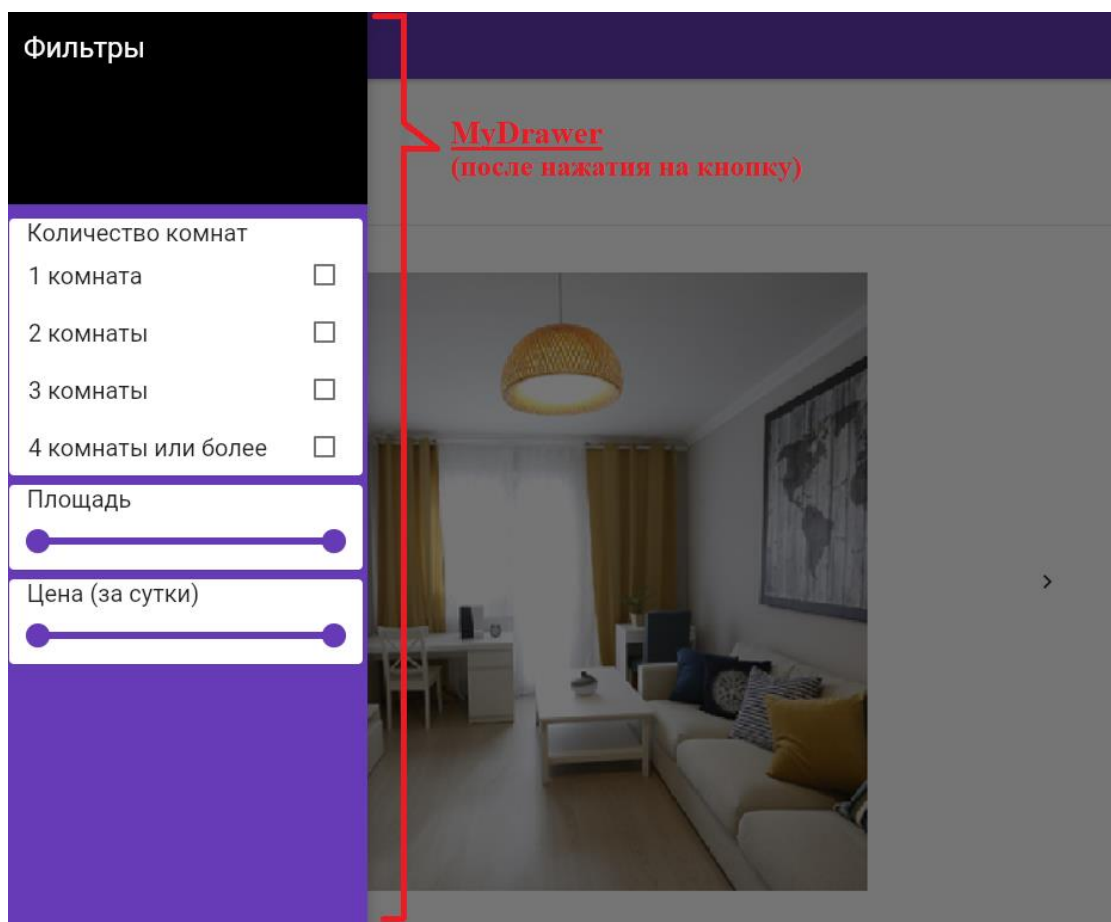 Фильтры
MyDrawer
(после нажатия на кнопку)
Количество комнат
1 комната
2 комнаты
3 комнаты
4 комнаты или более
Площадь
Цена (за сутки)